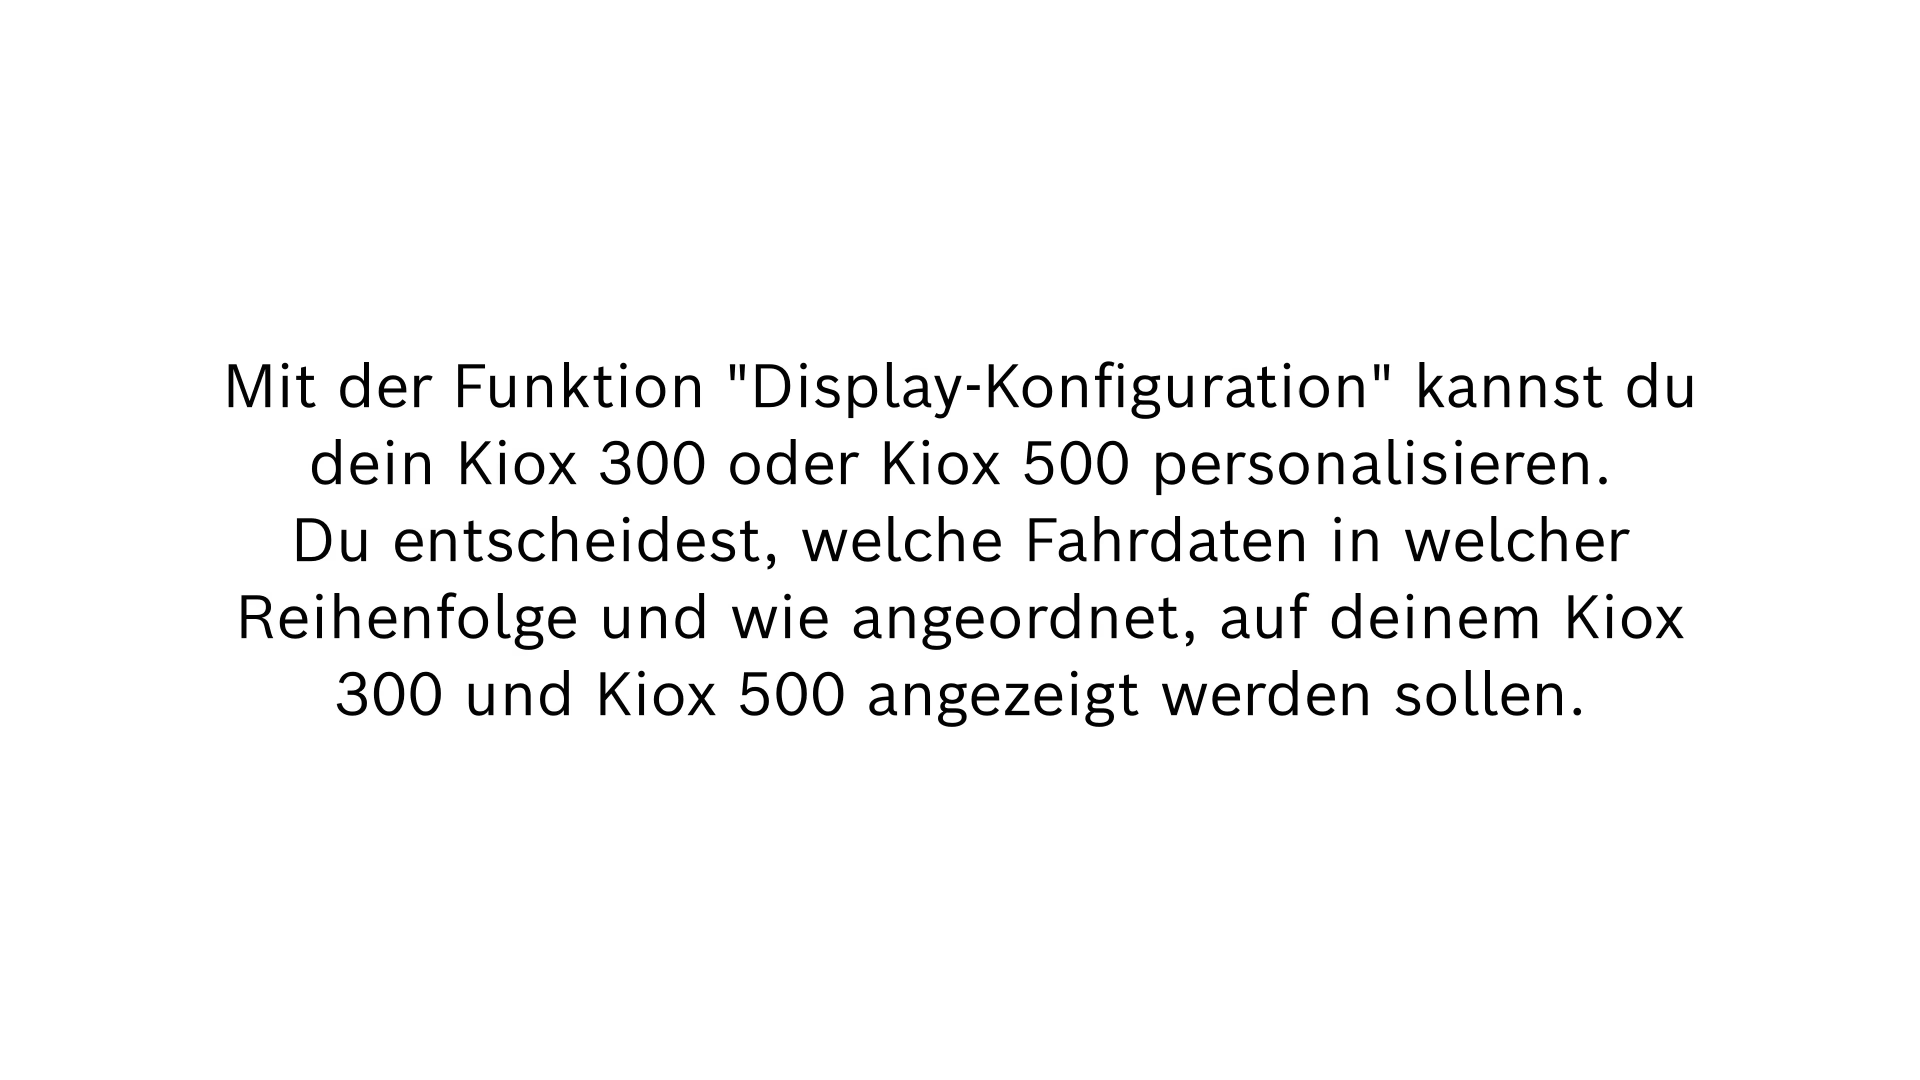 Mit der Funktion "Display-Konfiguration" kannst du
dein Kiox 300 oder Kiox 500 personalisieren.
Du entscheidest, welche Fahrdaten in welcher
Reihenfolge und wie angeordnet, auf deinem Kiox
300 und Kiox 500 angezeigt werden sollen.